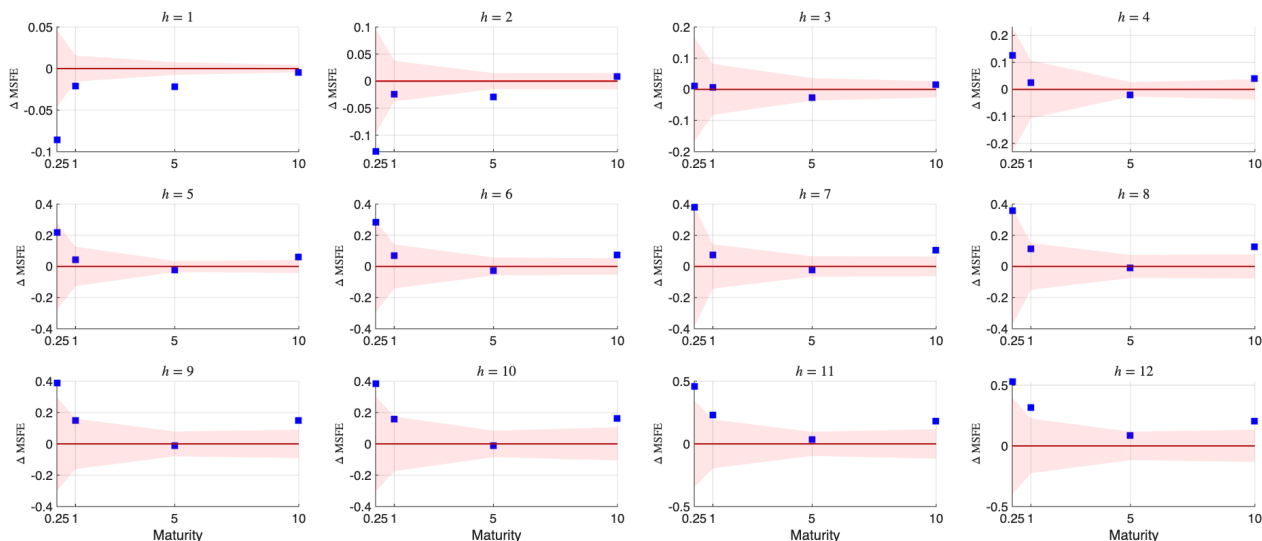 h = 1
h = 2
h = 3
h = 4
Δ MSFE
0.05
0
-0.05
-0.1
0.25 1 5 10
Δ MSFE
0.1
0.05
0
-0.05
-0.1
0.25 1 5 10
Δ MSFE
0.2
0.1
0
-0.1
-0.2
0.25 1 5 10
Δ MSFE
0.2
0.1
0
-0.1
-0.2
0.25 1 5 10
h = 5
h = 6
h = 7
h = 8
Δ MSFE
0.4
0.2
0
-0.2
-0.4
0.25 1 5 10
Δ MSFE
0.4
0.2
0
-0.2
-0.4
0.25 1 5 10
Δ MSFE
0.4
0.2
0
-0.2
-0.4
0.25 1 5 10
Δ MSFE
0.4
0.2
0
-0.2
-0.4
0.25 1 5 10
h = 9
h = 10
h = 11
h = 12
Δ MSFE
0.4
0.2
0
-0.2
-0.4
0.25 1 5 10
Maturity
Δ MSFE
0.4
0.2
0
-0.2
-0.4
0.25 1 5 10
Maturity
Δ MSFE
0.5
0
-0.5
0.25 1 5 10
Maturity
Δ MSFE
0.5
0
-0.5
0.25 1 5 10
Maturity